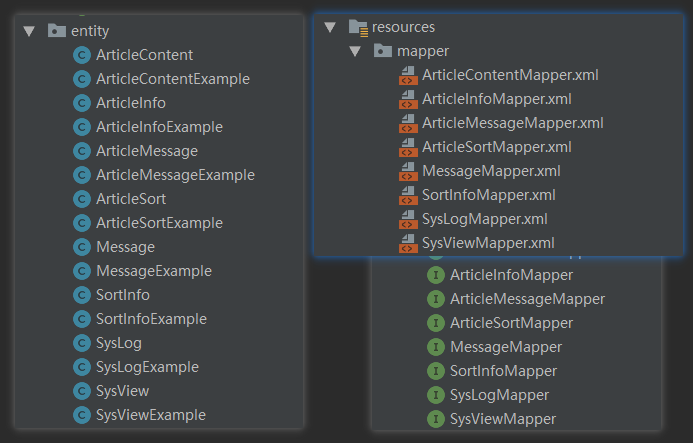 entity
ArticleContent
ArticleContentExample
ArticleInfo
ArticleInfoExample
ArticleMessage
ArticleMessageExample
ArticleSort
ArticleSortExample
Message
MessageExample
SortInfo
SortInfoExample
SysLog
SysLogExample
SysView
SysViewExample
resources
mapper
ArticleContentMapper.xml
ArticleInfoMapper.xml
ArticleMessageMapper.xml
ArticleSortMapper.xml
MessageMapper.xml
SortInfoMapper.xml
SysLogMapper.xml
SysViewMapper.xml
ArticleInfoMapper
ArticleMessageMapper
ArticleSortMapper
MessageMapper
SortInfoMapper
SysLogMapper
SysViewMapper